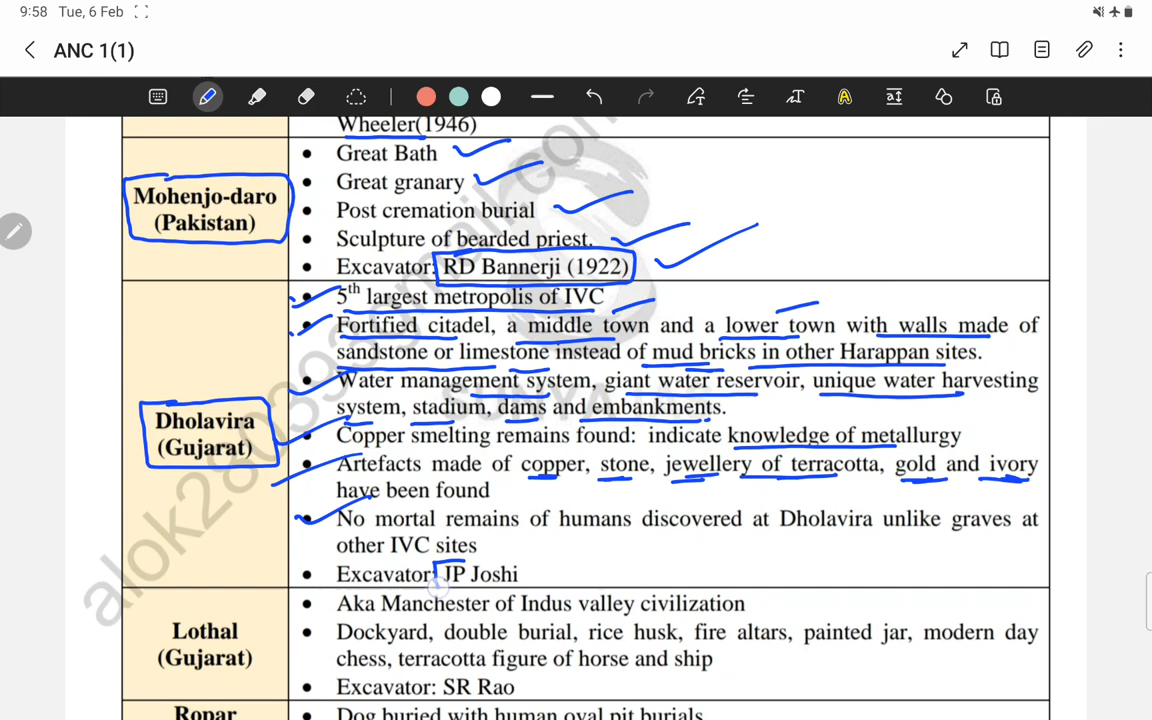 9:58 Tue, 6 Feb
ANC 1(1)
Wheeler(1946)
Mohenjo-daro
(Pakistan)
• Great Bath
• Great granary
• Post cremation burial
• Sculpture of bearded priest.
• Excavator: RD Bannerji (1922)
Dholavira
(Gujarat)
• 5th largest metropolis of IVC
• Fortified citadel, a middle town and a lower town with walls made of
sandstone or limestone instead of mud bricks in other Harappan sites.
• Water management system, giant water reservoir, unique water harvesting
system, stadium, dams and embankments.
• Copper smelting remains found: indicate knowledge of metallurgy
• Artefacts made of copper, stone, jewellery of terracotta, gold and ivory
have been found
• No mortal remains of humans discovered at Dholavira unlike graves at
other IVC sites
• Excavator: JP Joshi
Lothal
(Gujarat)
• Aka Manchester of Indus valley civilization
• Dockyard, double burial, rice husk, fire altars, painted jar, modern day
chess, terracotta figure of horse and ship
• Excavator: SR Rao
Ropar
• Dog buried with human oval pit burials